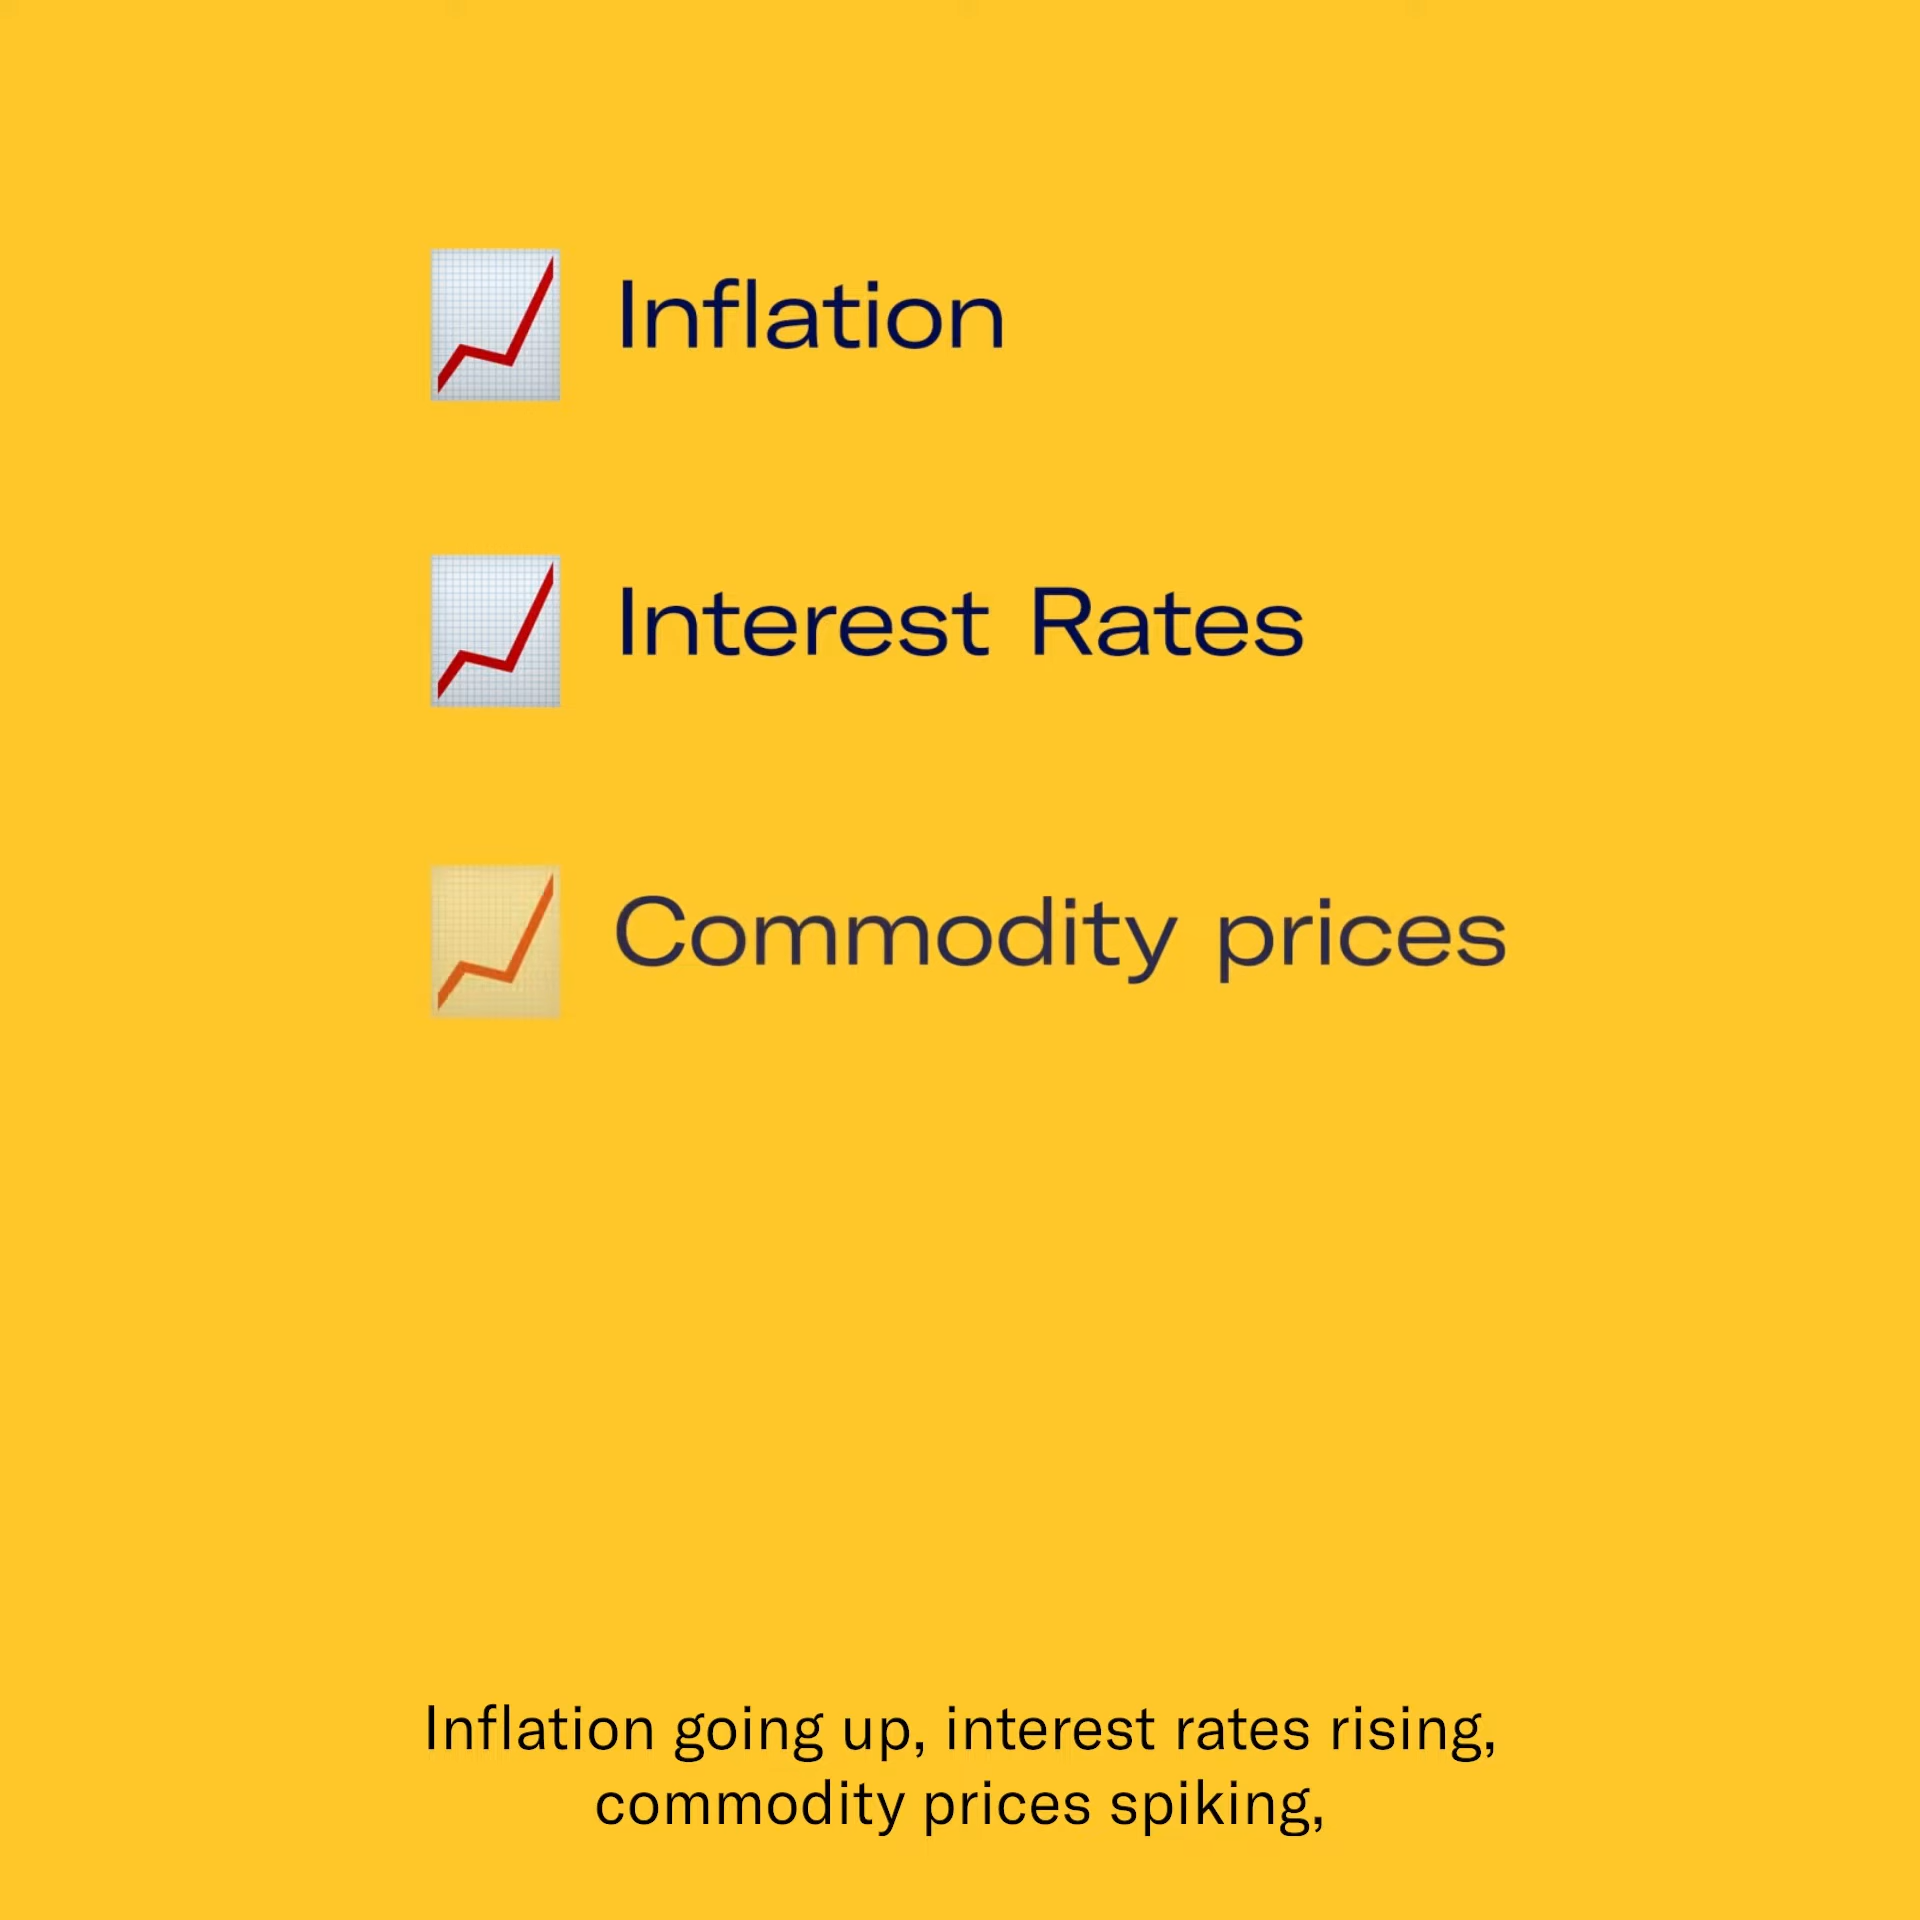 Inflation
Interest Rates
Commodity prices
Inflation going up, interest rates rising,
commodity prices spiking,